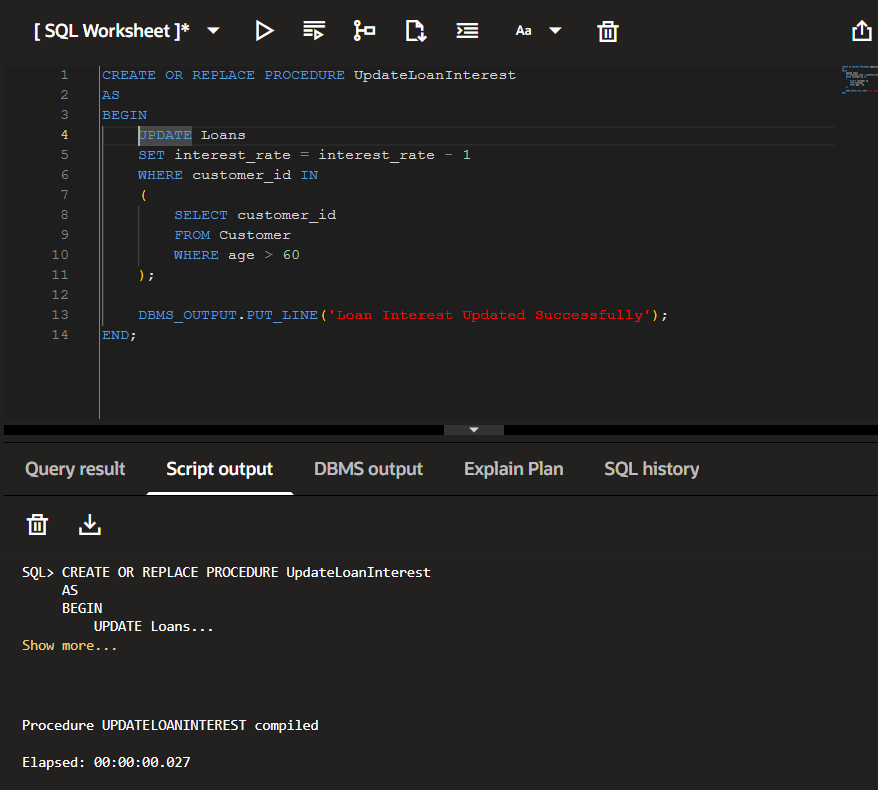 [ SQL Worksheet ]*
Aa
1 CREATE OR REPLACE PROCEDURE UpdateLoanInterest
2 AS
3 BEGIN
4 UPDATE Loans
5 SET interest_rate = interest_rate - 1
6 WHERE customer_id IN
7 (
8 SELECT customer_id
9 FROM Customer
10 WHERE age > 60
11 );
12
13 DBMS_OUTPUT.PUT_LINE('Loan Interest Updated Successfully');
14 END;
Query result Script output DBMS output Explain Plan SQL history
SQL> CREATE OR REPLACE PROCEDURE UpdateLoanInterest
AS
BEGIN
UPDATE Loans...
Show more...
Procedure UPDATELOANINTEREST compiled
Elapsed: 00:00:00.027